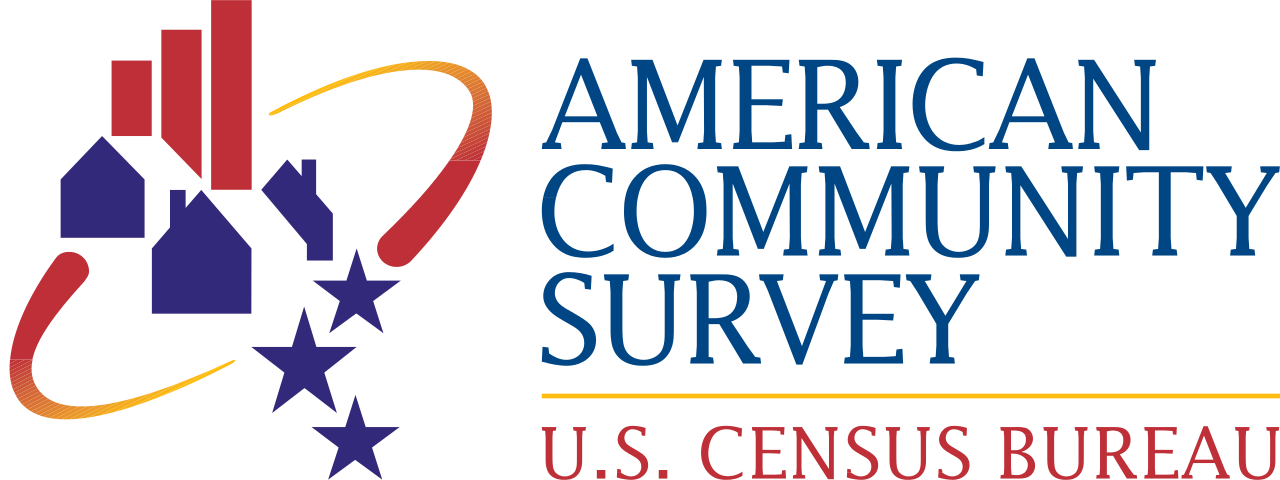 AMERICAN
COMMUNITY
SURVEY
U.S. CENSUS BUREAU